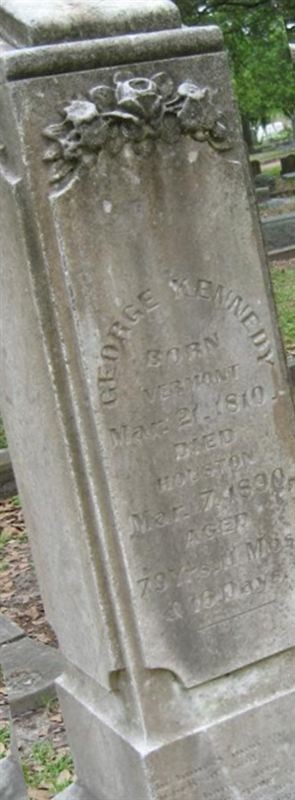 GEORGE KENNEDY
BORN
VERMONT
Mar. 21, 1810,
DIED
HOUSTON
Mar. 7, 1890,
AGED
79 Yrs. 11 Mos.
& 16 Days.